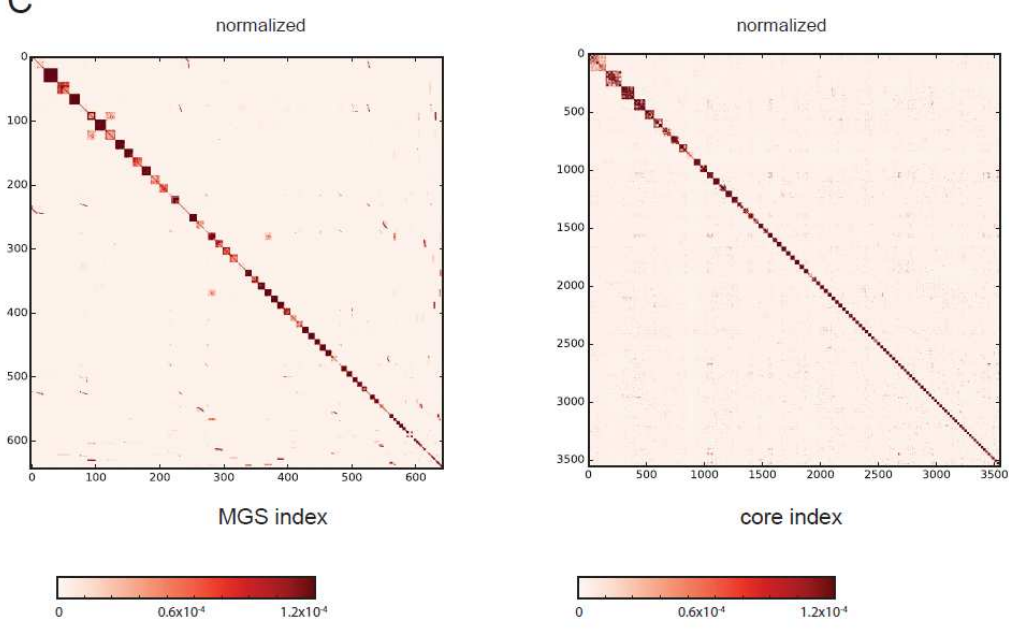 C
normalized
0
100
200
300
400
500
600
0 100 200 300 400 500 600
MGS index
0 0.6x10⁻⁴ 1.2x10⁻⁴
normalized
0
500
1000
1500
2000
2500
3000
3500
0 500 1000 1500 2000 2500 3000 3500
core index
0 0.6x10⁻⁴ 1.2x10⁻⁴